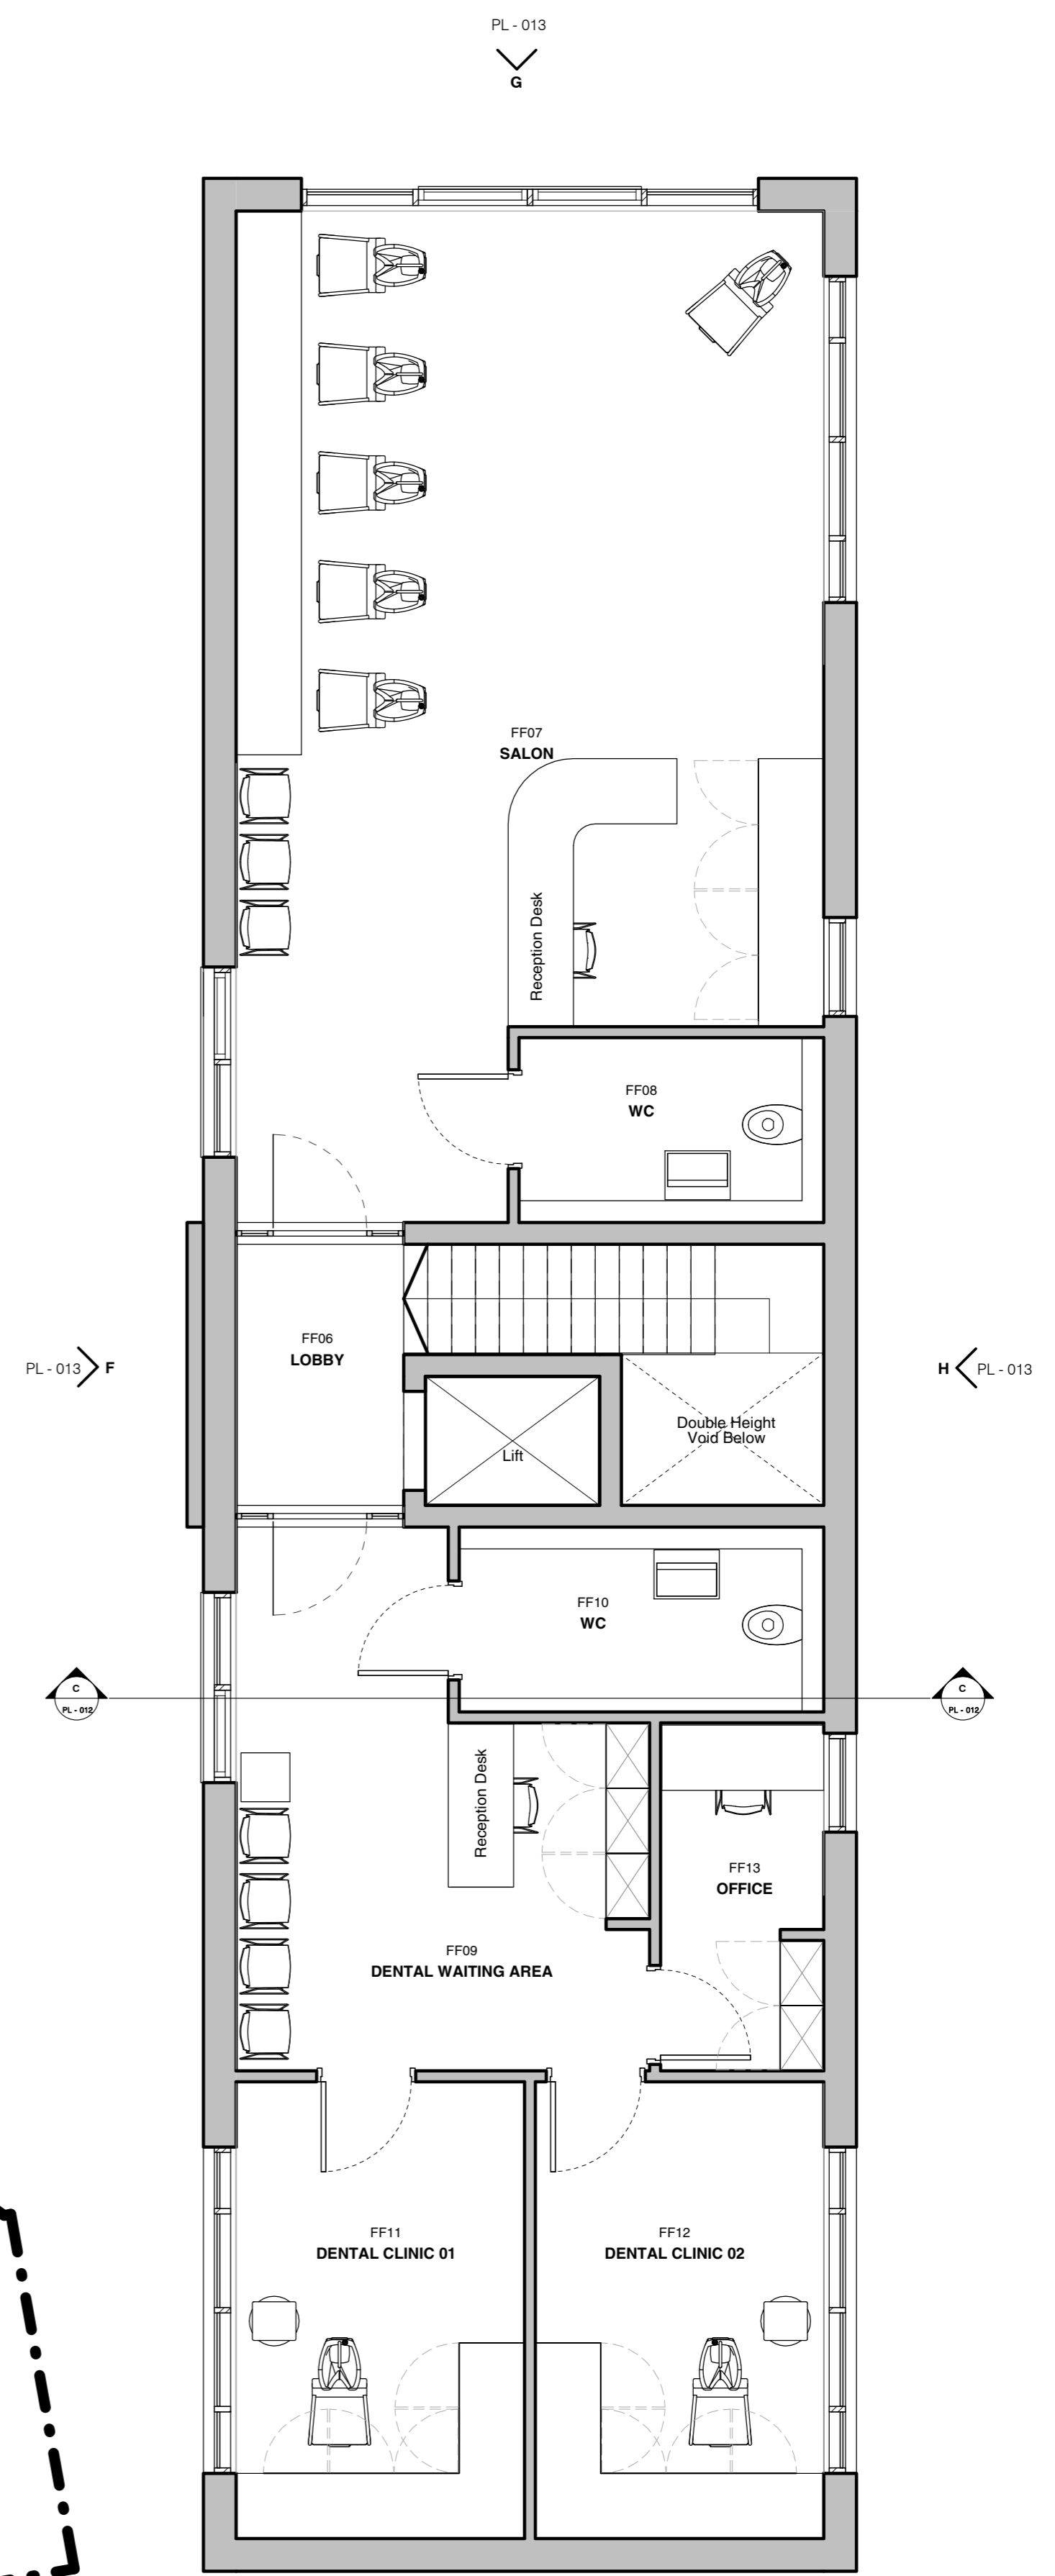 PL - 013
G
FF07
SALON
Reception Desk
FF08
WC
FF06
LOBBY
PL - 013
F
H
PL - 013
Double Height
Void Below
Lift
FF10
WC
C
PL - 012
C
PL - 012
Reception Desk
FF13
OFFICE
FF09
DENTAL WAITING AREA
FF11
DENTAL CLINIC 01
FF12
DENTAL CLINIC 02